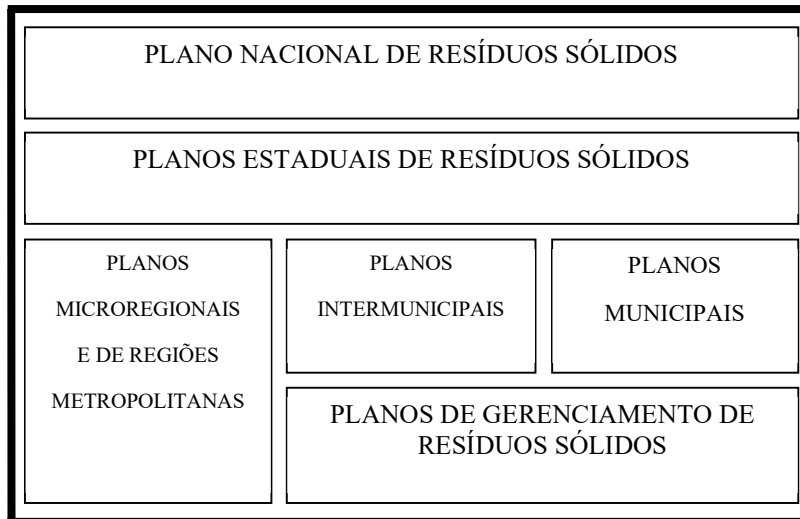 PLANO NACIONAL DE RESÍDUOS SÓLIDOS
PLANOS ESTADUAIS DE RESÍDUOS SÓLIDOS
PLANOS
MICROREGIONAIS
E DE REGIÕES
METROPOLITANAS
PLANOS
INTERMUNICIPAIS
PLANOS
MUNICIPAIS
PLANOS DE GERENCIAMENTO DE
RESÍDUOS SÓLIDOS